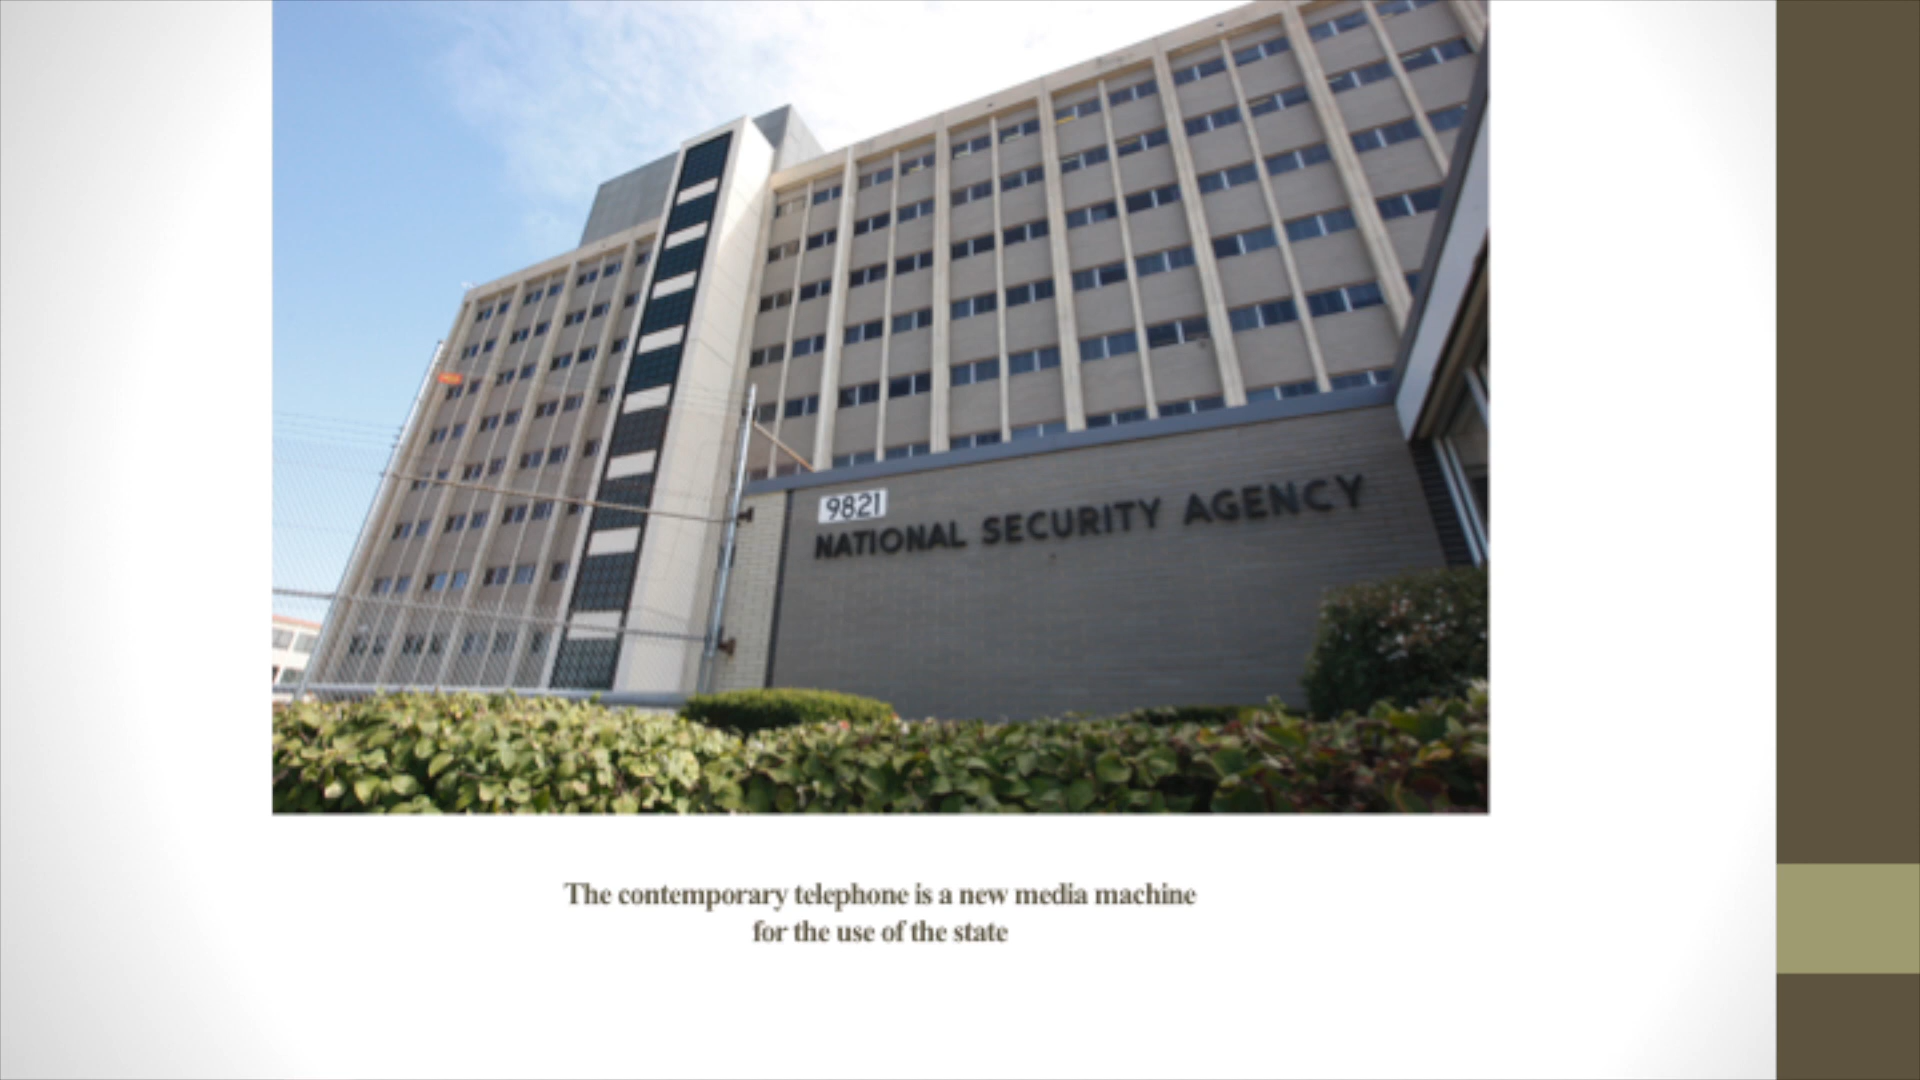 9821
NATIONAL SECURITY AGENCY
The contemporary telephone is a new media machine
for the use of the state